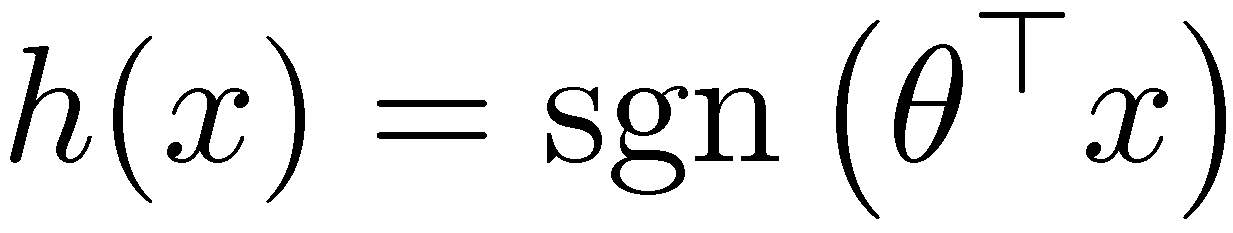 h(x) = sgn (θ⊤x)